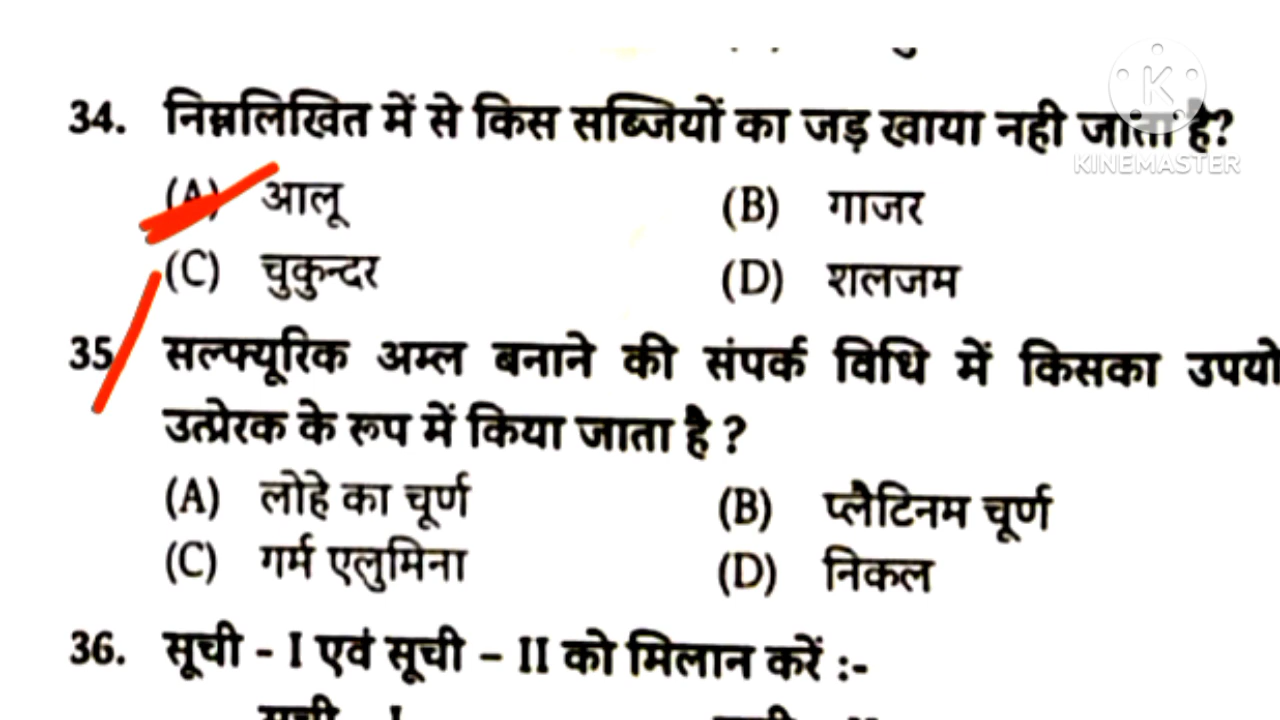 KINEMASTER
34. निम्नलिखित में से किस सब्जियों का जड़ खाया नही जाता है?
(A) आलू (B) गाजर
(C) चुकुन्दर (D) शलजम
35 सल्फ्यूरिक अम्ल बनाने की संपर्क विधि में किसका उपयो
उत्प्रेरक के रूप में किया जाता है ?
(A) लोहे का चूर्ण (B) प्लैटिनम चूर्ण
(C) गर्म एलुमिना (D) निकल
36. सूची - I एवं सूची – II को मिलान करें :-